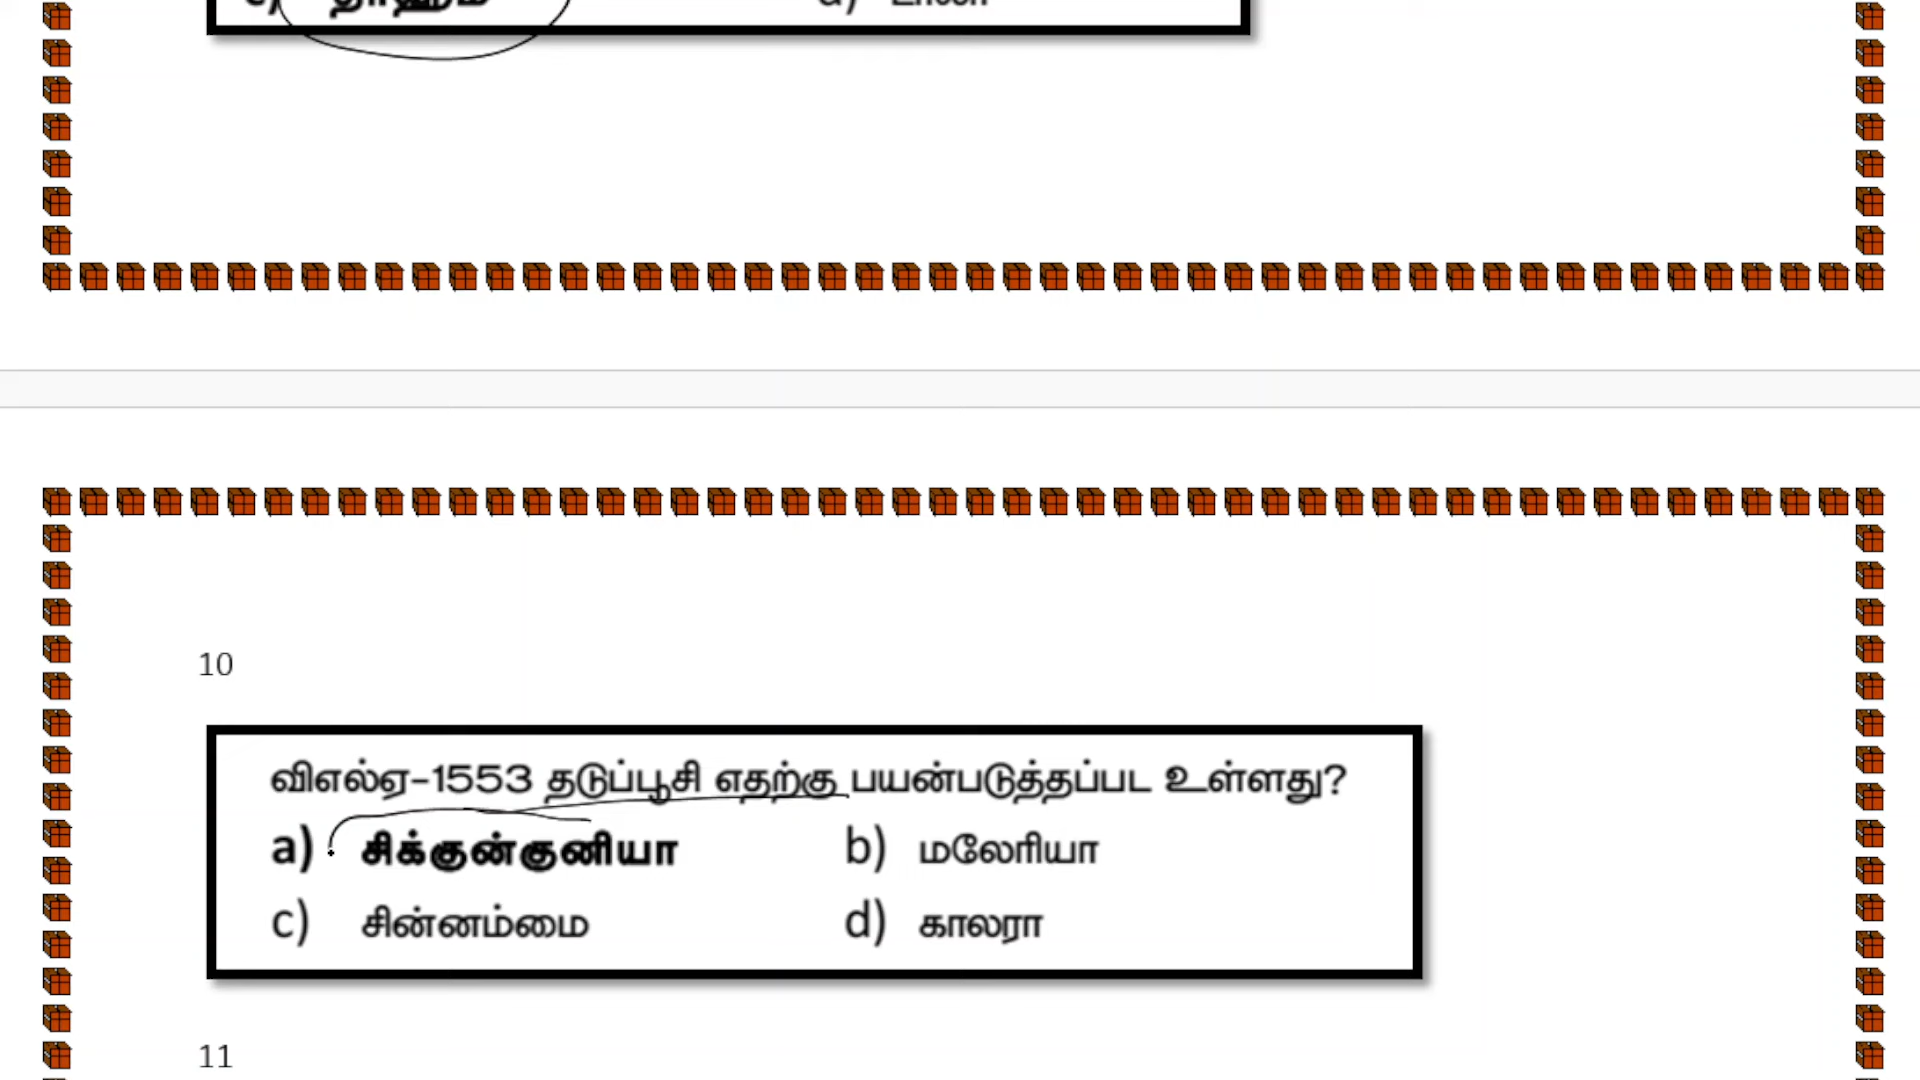 10
விஎல்ஏ-1553 தடுப்பூசி எதற்கு பயன்படுத்தப்பட உள்ளது?
a) சிக்குன்குனியா b) மலேரியா
c) சின்னம்மை d) காலரா
11